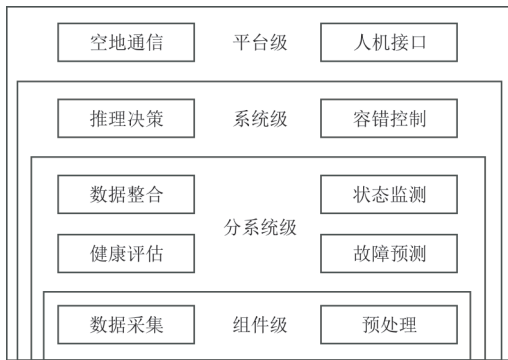 空地通信 平台级 人机接口
推理决策 系统级 容错控制
数据整合 状态监测
分系统级
健康评估 故障预测
数据采集 组件级 预处理